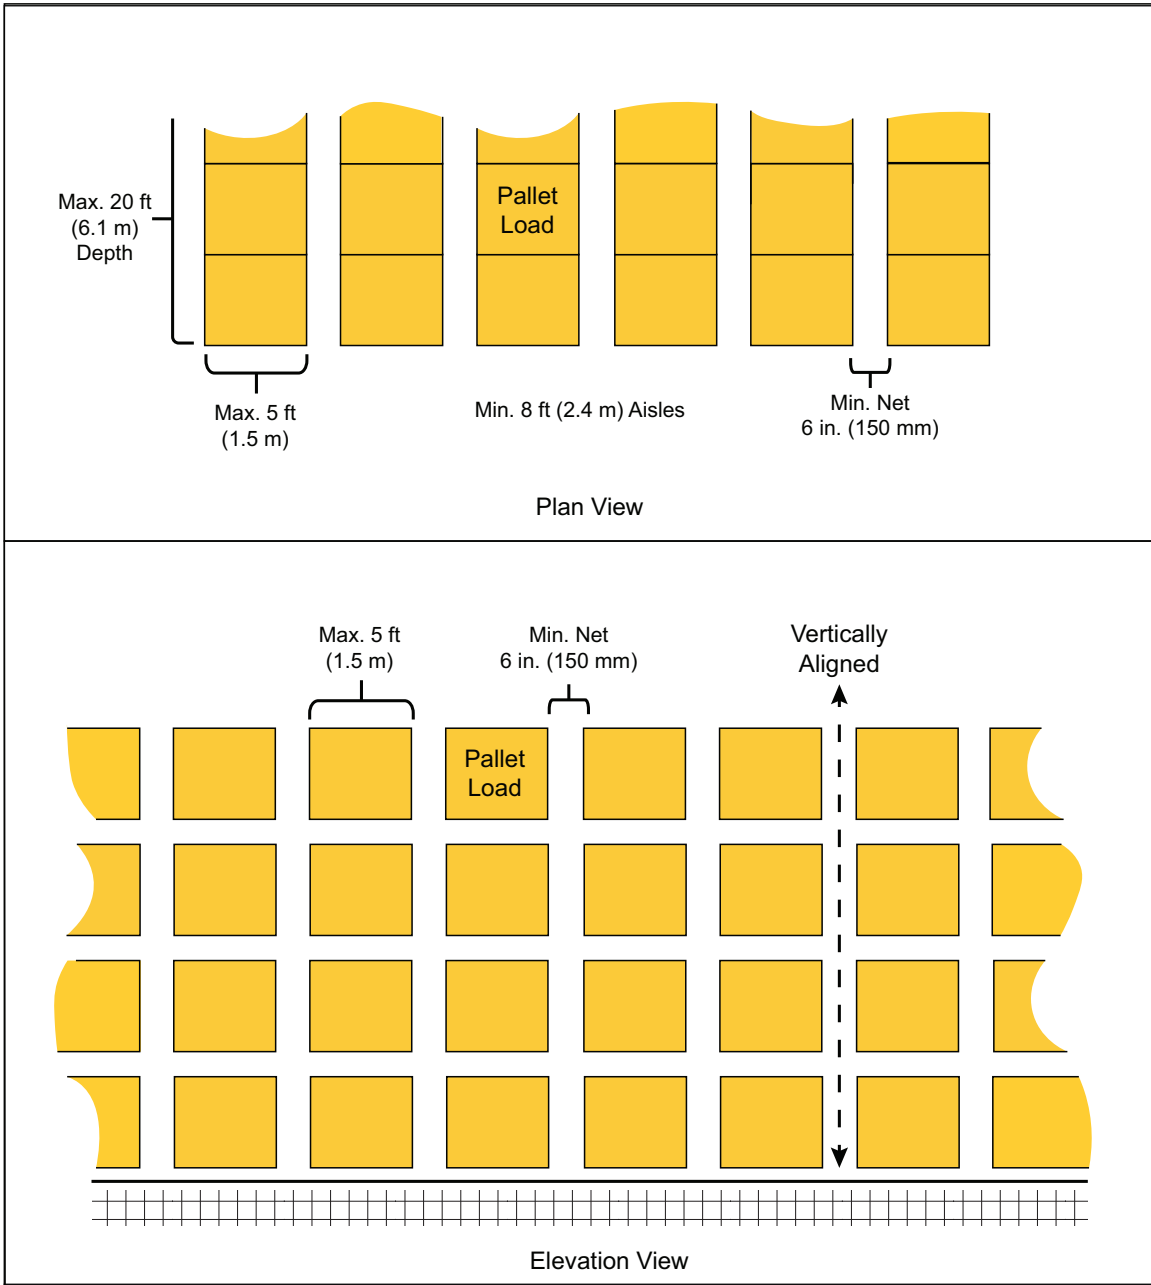 Max. 20 ft
(6.1 m)
Depth
Pallet
Load
Max. 5 ft
(1.5 m)
Min. 8 ft (2.4 m) Aisles
Min. Net
6 in. (150 mm)
Plan View
Max. 5 ft
(1.5 m)
Min. Net
6 in. (150 mm)
Vertically
Aligned
Pallet
Load
Elevation View